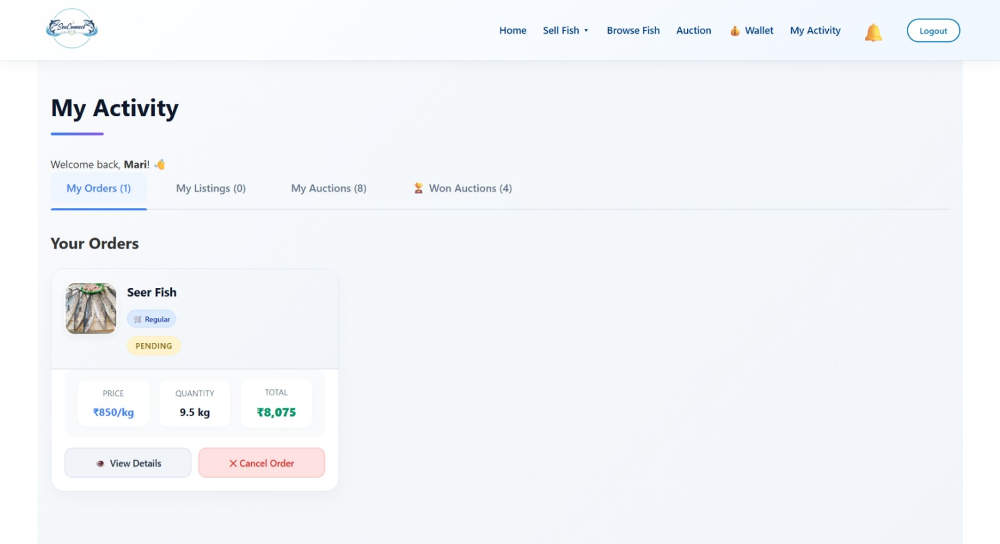 SeaConnect
Home Sell Fish ▼ Browse Fish Auction 💰 Wallet My Activity 🔔 Logout
My Activity
Welcome back, Mari! 👋
My Orders (1) My Listings (0) My Auctions (8) 🏆 Won Auctions (4)
Your Orders
Seer Fish
🛒 Regular
PENDING
PRICE QUANTITY TOTAL
₹850/kg 9.5 kg ₹8,075
👁 View Details ❌ Cancel Order